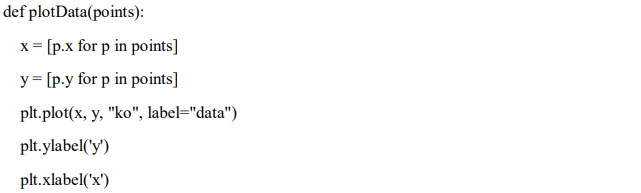 def plotData(points):
x = [p.x for p in points]
y = [p.y for p in points]
plt.plot(x, y, "ko", label="data")
plt.ylabel('y')
plt.xlabel('x')